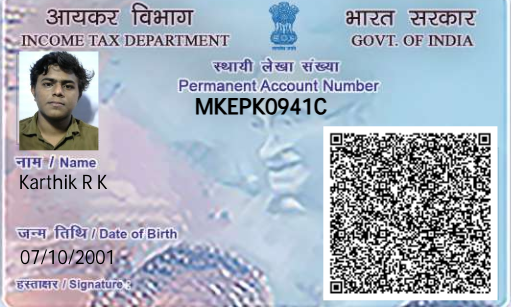 आयकर विभाग
INCOME TAX DEPARTMENT
भारत सरकार
GOVT. OF INDIA
स्थायी लेखा संख्या
Permanent Account Number
MKEPK0941C
नाम / Name
Karthik R K
जन्म तिथि / Date of Birth
07/10/2001
हस्ताक्षर / Signature :